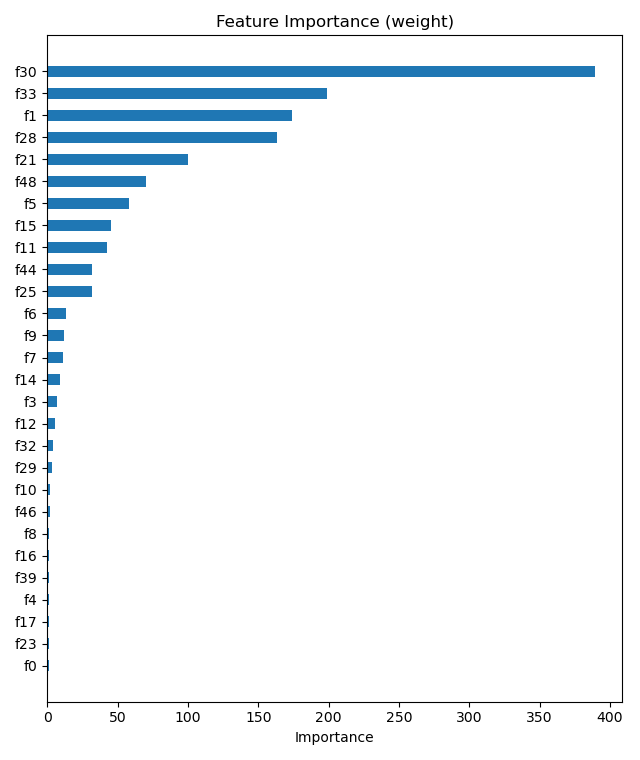 Feature Importance (weight)
f30
f33
f1
f28
f21
f48
f5
f15
f11
f44
f25
f6
f9
f7
f14
f3
f12
f32
f29
f10
f46
f8
f16
f39
f4
f17
f23
f0
0 50 100 150 200 250 300 350 400
Importance